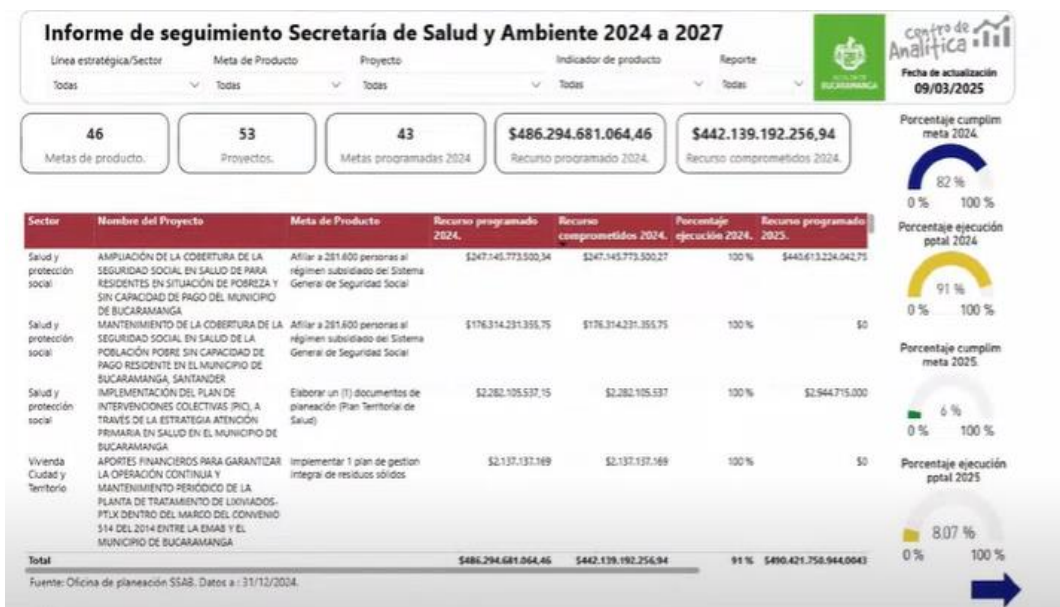 Informe de seguimiento Secretaría de Salud y Ambiente 2024 a 2027
Línea estratégica/Sector
Meta de Producto
Proyecto
Indicador de producto
Reporte
Todas
Todas
Todas
Todas
Todas
ALCALDÍA DE
BUCARAMANGA
centro de
Analítica
Fecha de actualización
09/03/2025
46
Metas de producto.
53
Proyectos.
43
Metas programadas 2024
$486.294.681.064,46
Recurso programado 2024.
$442.139.192.256,94
Recurso comprometidos 2024.
Porcentaje cumplim
meta 2024.
82 %
0 %
100 %
Porcentaje ejecución
pptal 2024
91 %
0 %
100 %
Porcentaje cumplim
meta 2025.
6 %
0 %
100 %
Porcentaje ejecución
pptal 2025
8.07 %
0 %
100 %
Sector
Nombre del Proyecto
Meta de Producto
Recurso programado
2024.
Recurso
comprometidos 2024.
Porcentaje
ejecución 2024.
Recurso programado
2025.
Salud y
protección
social
AMPLIACIÓN DE LA COBERTURA DE LA
SEGURIDAD SOCIAL EN SALUD DE PARA
RESIDENTES EN SITUACIÓN DE POBREZA Y
SIN CAPACIDAD DE PAGO DEL MUNICIPIO
DE BUCARAMANGA
Afiliar a 281.600 personas al
régimen subsidiado del Sistema
General de Seguridad Social
$247.145.773.500,34
$247.145.773.500,27
100 %
$440.613.224.042,75
Salud y
protección
social
MANTENIMIENTO DE LA COBERTURA DE LA
SEGURIDAD SOCIAL EN SALUD DE LA
POBLACIÓN POBRE SIN CAPACIDAD DE
PAGO RESIDENTE EN EL MUNICIPIO DE
BUCARAMANGA, SANTANDER
Afiliar a 281.600 personas al
régimen subsidiado del Sistema
General de Seguridad Social
$176.314.231.355,75
$176.314.231.355,75
100 %
$0
Salud y
protección
social
IMPLEMENTACIÓN DEL PLAN DE
INTERVENCIONES COLECTIVAS (PIC), A
TRAVÉS DE LA ESTRATEGIA ATENCIÓN
PRIMARIA EN SALUD EN EL MUNICIPIO DE
BUCARAMANGA
Elaborar un (1) documentos de
planeación (Plan Territorial de
Salud)
$2.282.105.537,15
$2.282.105.537
100 %
$2.944.715.000
Vivienda
Ciudad y
Territorio
APORTES FINANCIEROS PARA GARANTIZAR
LA OPERACIÓN CONTINUA Y
MANTENIMIENTO PERIÓDICO DE LA
PLANTA DE TRATAMIENTO DE LIXIVIADOS-
PTLX DENTRO DEL MARCO DEL CONVENIO
514 DEL 2014 ENTRE LA EMAB Y EL
MUNICIPIO DE BUCARAMANGA
Implementar 1 plan de gestion
integral de residuos sólidos
$2.137.137.169
$2.137.137.169
100 %
$0
Total
$486.294.681.064,46
$442.139.192.256,94
91 %
$490.421.750.944,0043
Fuente: Oficina de planeación SSAB. Datos a : 31/12/2024.